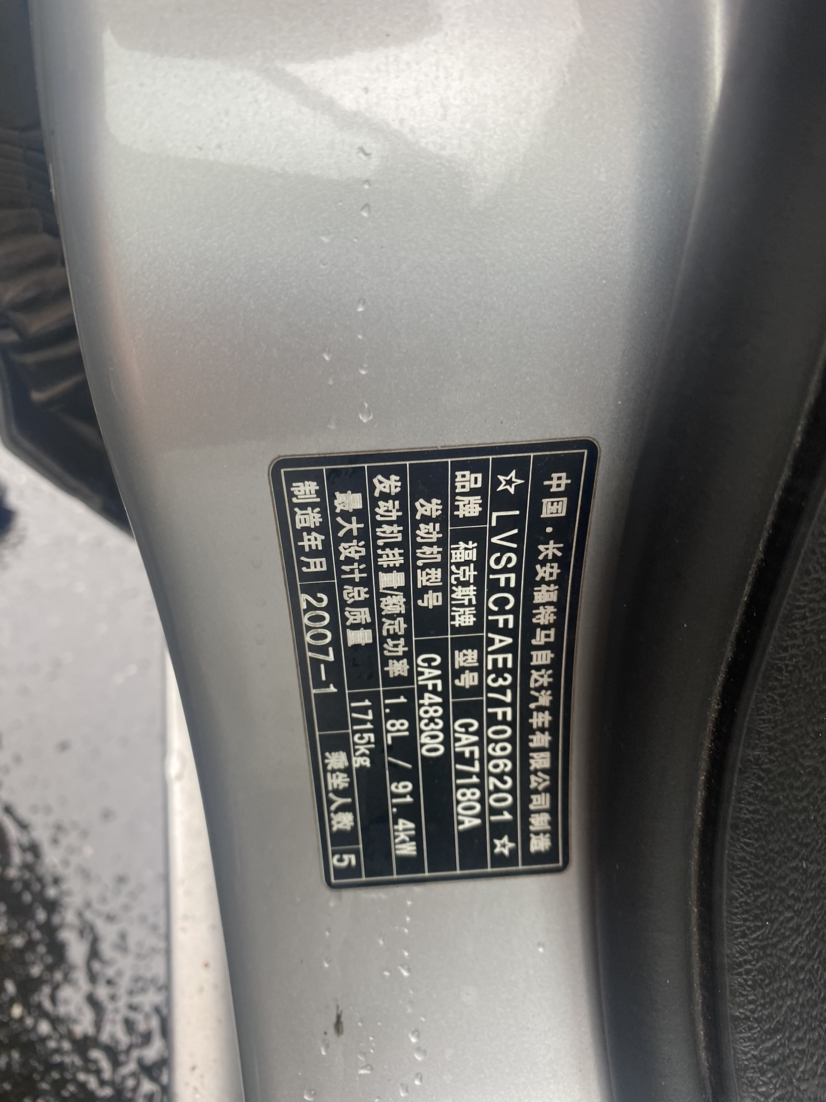 中国·长安福特马自达汽车有限公司制造
☆LVSFCFAE37F096201☆
品牌 福克斯牌 型号 CAF7180A
发动机型号 CAF483Q0
发动机排量/额定功率 1.8L / 91.4kW
最大设计总质量 1715kg
制造年月 2007-1 乘坐人数 5